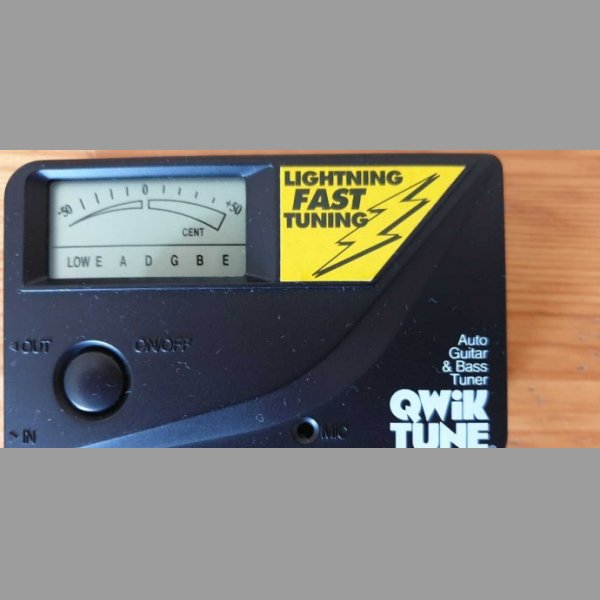 -50 0 +50
CENT
LOW E A D G B E
LIGHTNING
FAST
TUNING
OUT
ON/OFF
IN
MIC
Auto
Guitar
& Bass
Tuner
QWiK
TUNE